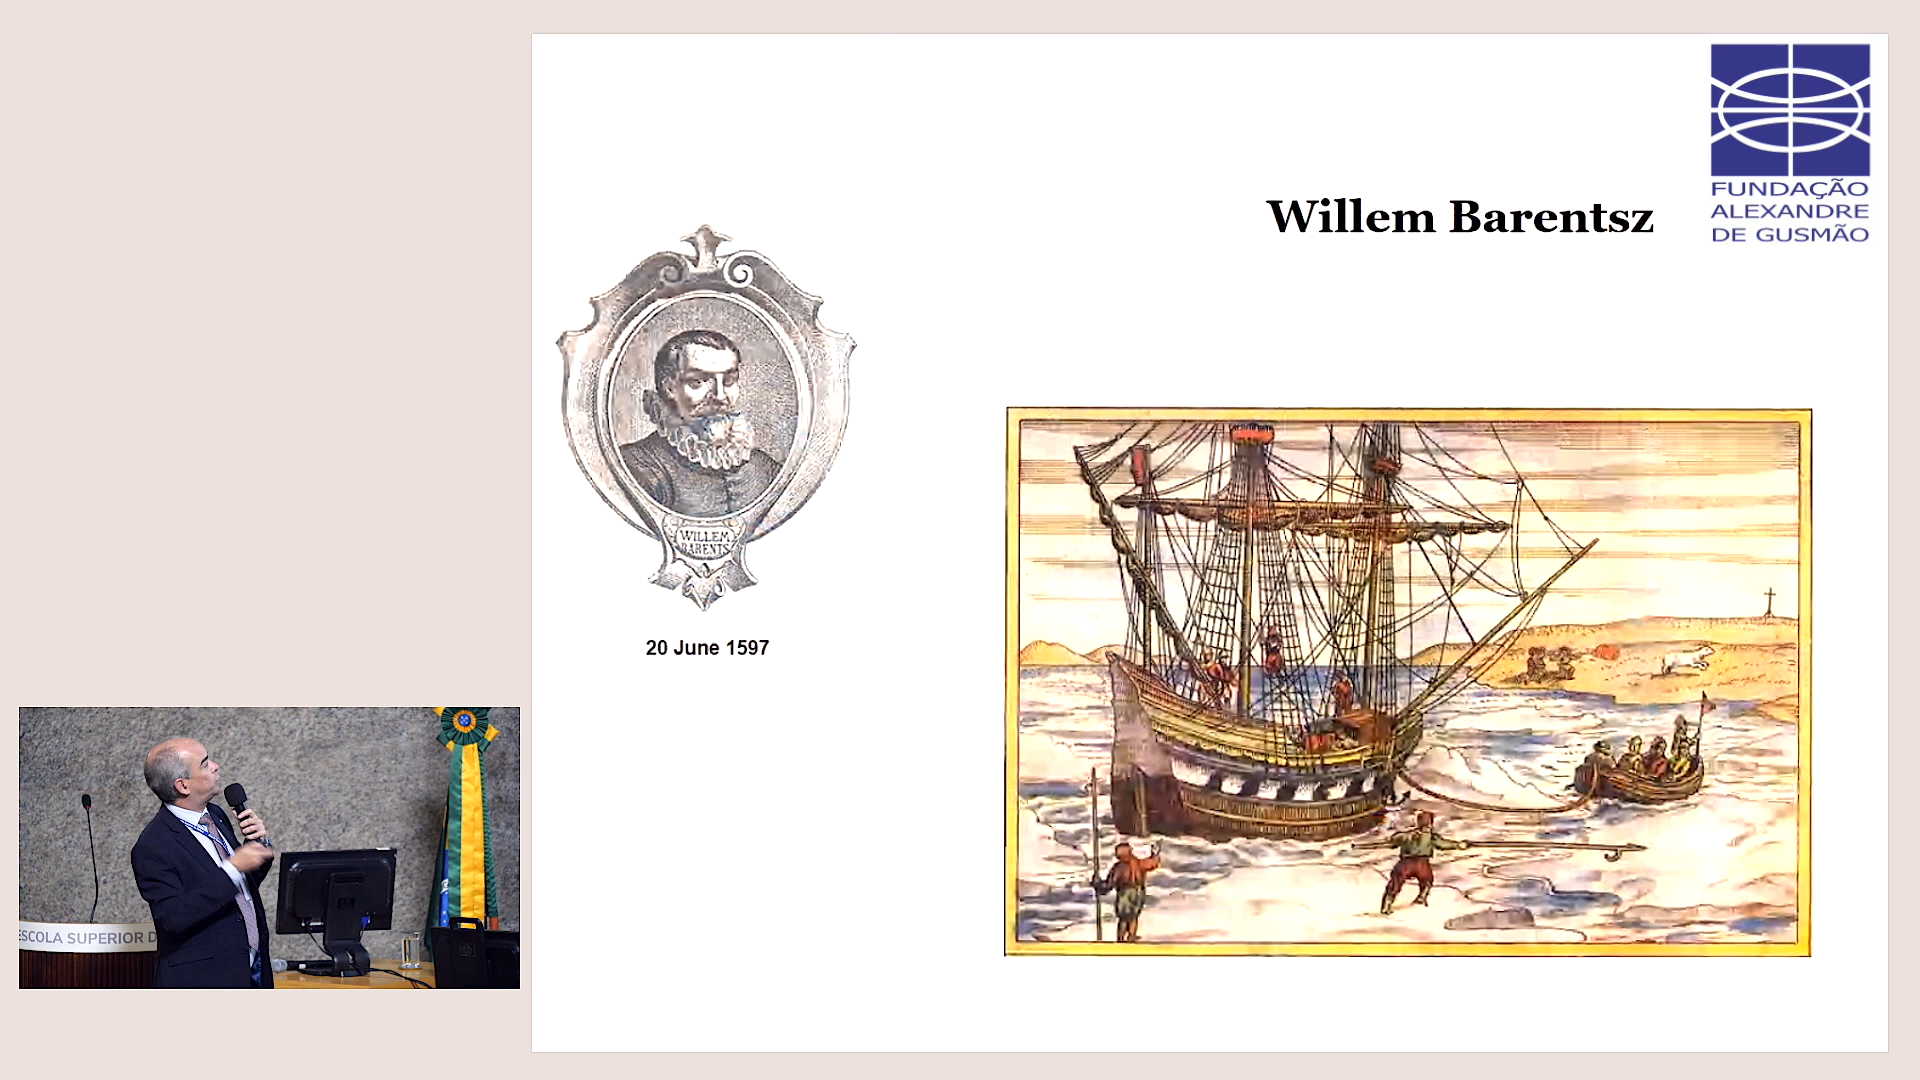 Willem Barentsz
FUNDAÇÃO
ALEXANDRE
DE GUSMÃO
WILLEM
BARENTS
20 June 1597
ESCOLA SUPERIOR D